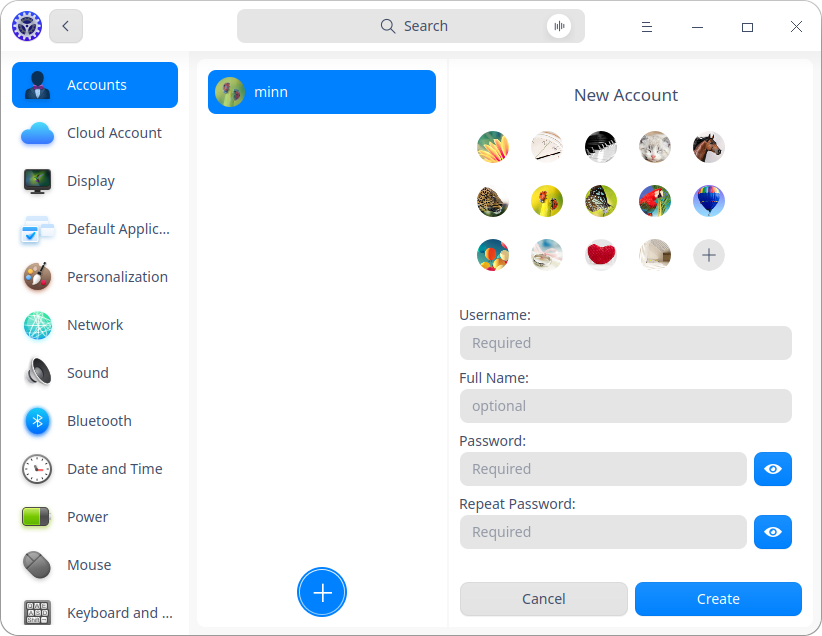 Search
Accounts
Cloud Account
Display
Default Applic...
Personalization
Network
Sound
Bluetooth
Date and Time
Power
Mouse
Keyboard and ...
minn
New Account
Username:
Required
Full Name:
optional
Password:
Required
Repeat Password:
Required
Cancel
Create